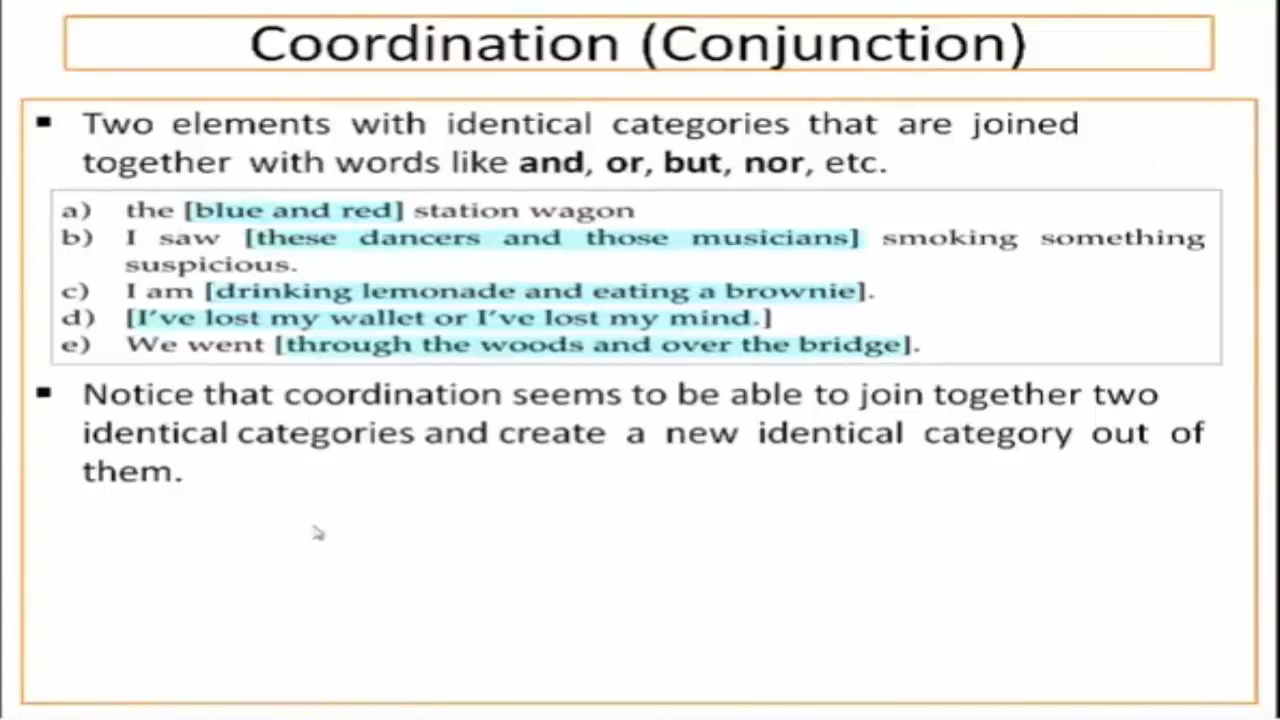 Coordination (Conjunction)
▪ Two elements with identical categories that are joined
together with words like and, or, but, nor, etc.
a) the [blue and red] station wagon
b) I saw [these dancers and those musicians] smoking something
suspicious.
c) I am [drinking lemonade and eating a brownie].
d) [I’ve lost my wallet or I’ve lost my mind.]
e) We went [through the woods and over the bridge].
▪ Notice that coordination seems to be able to join together two
identical categories and create a new identical category out of
them.